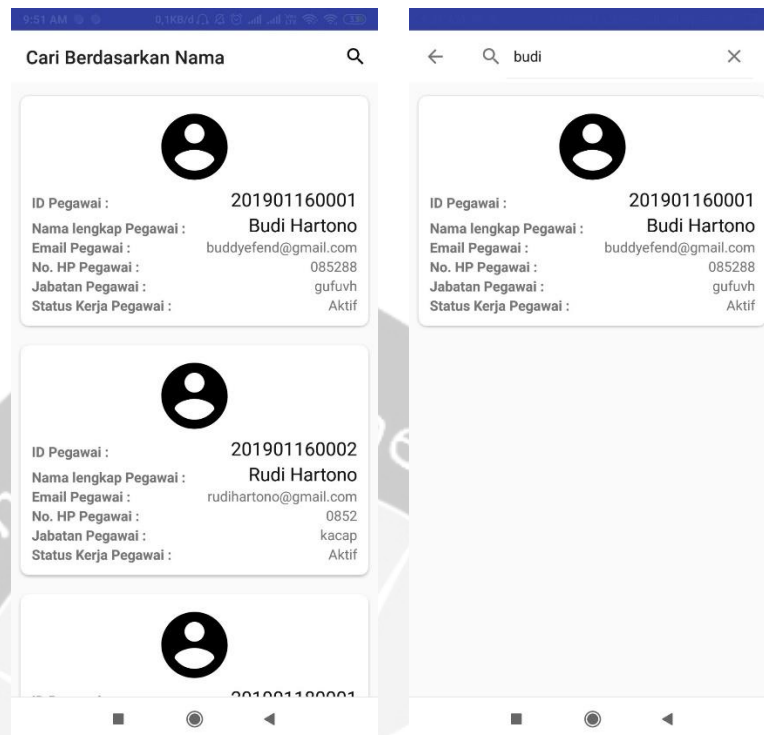 9:51 AM 0,1KB/d
Cari Berdasarkan Nama
ID Pegawai : 201901160001
Nama lengkap Pegawai : Budi Hartono
Email Pegawai : buddyefend@gmail.com
No. HP Pegawai : 085288
Jabatan Pegawai : gufuvh
Status Kerja Pegawai : Aktif
ID Pegawai : 201901160002
Nama lengkap Pegawai : Rudi Hartono
Email Pegawai : rudihartono@gmail.com
No. HP Pegawai : 0852
Jabatan Pegawai : kacap
Status Kerja Pegawai : Aktif
budi
ID Pegawai : 201901160001
Nama lengkap Pegawai : Budi Hartono
Email Pegawai : buddyefend@gmail.com
No. HP Pegawai : 085288
Jabatan Pegawai : gufuvh
Status Kerja Pegawai : Aktif